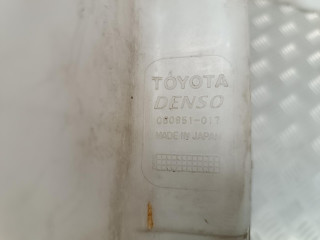 TOYOTA
DENSO
060851-017
MADE IN JAPAN